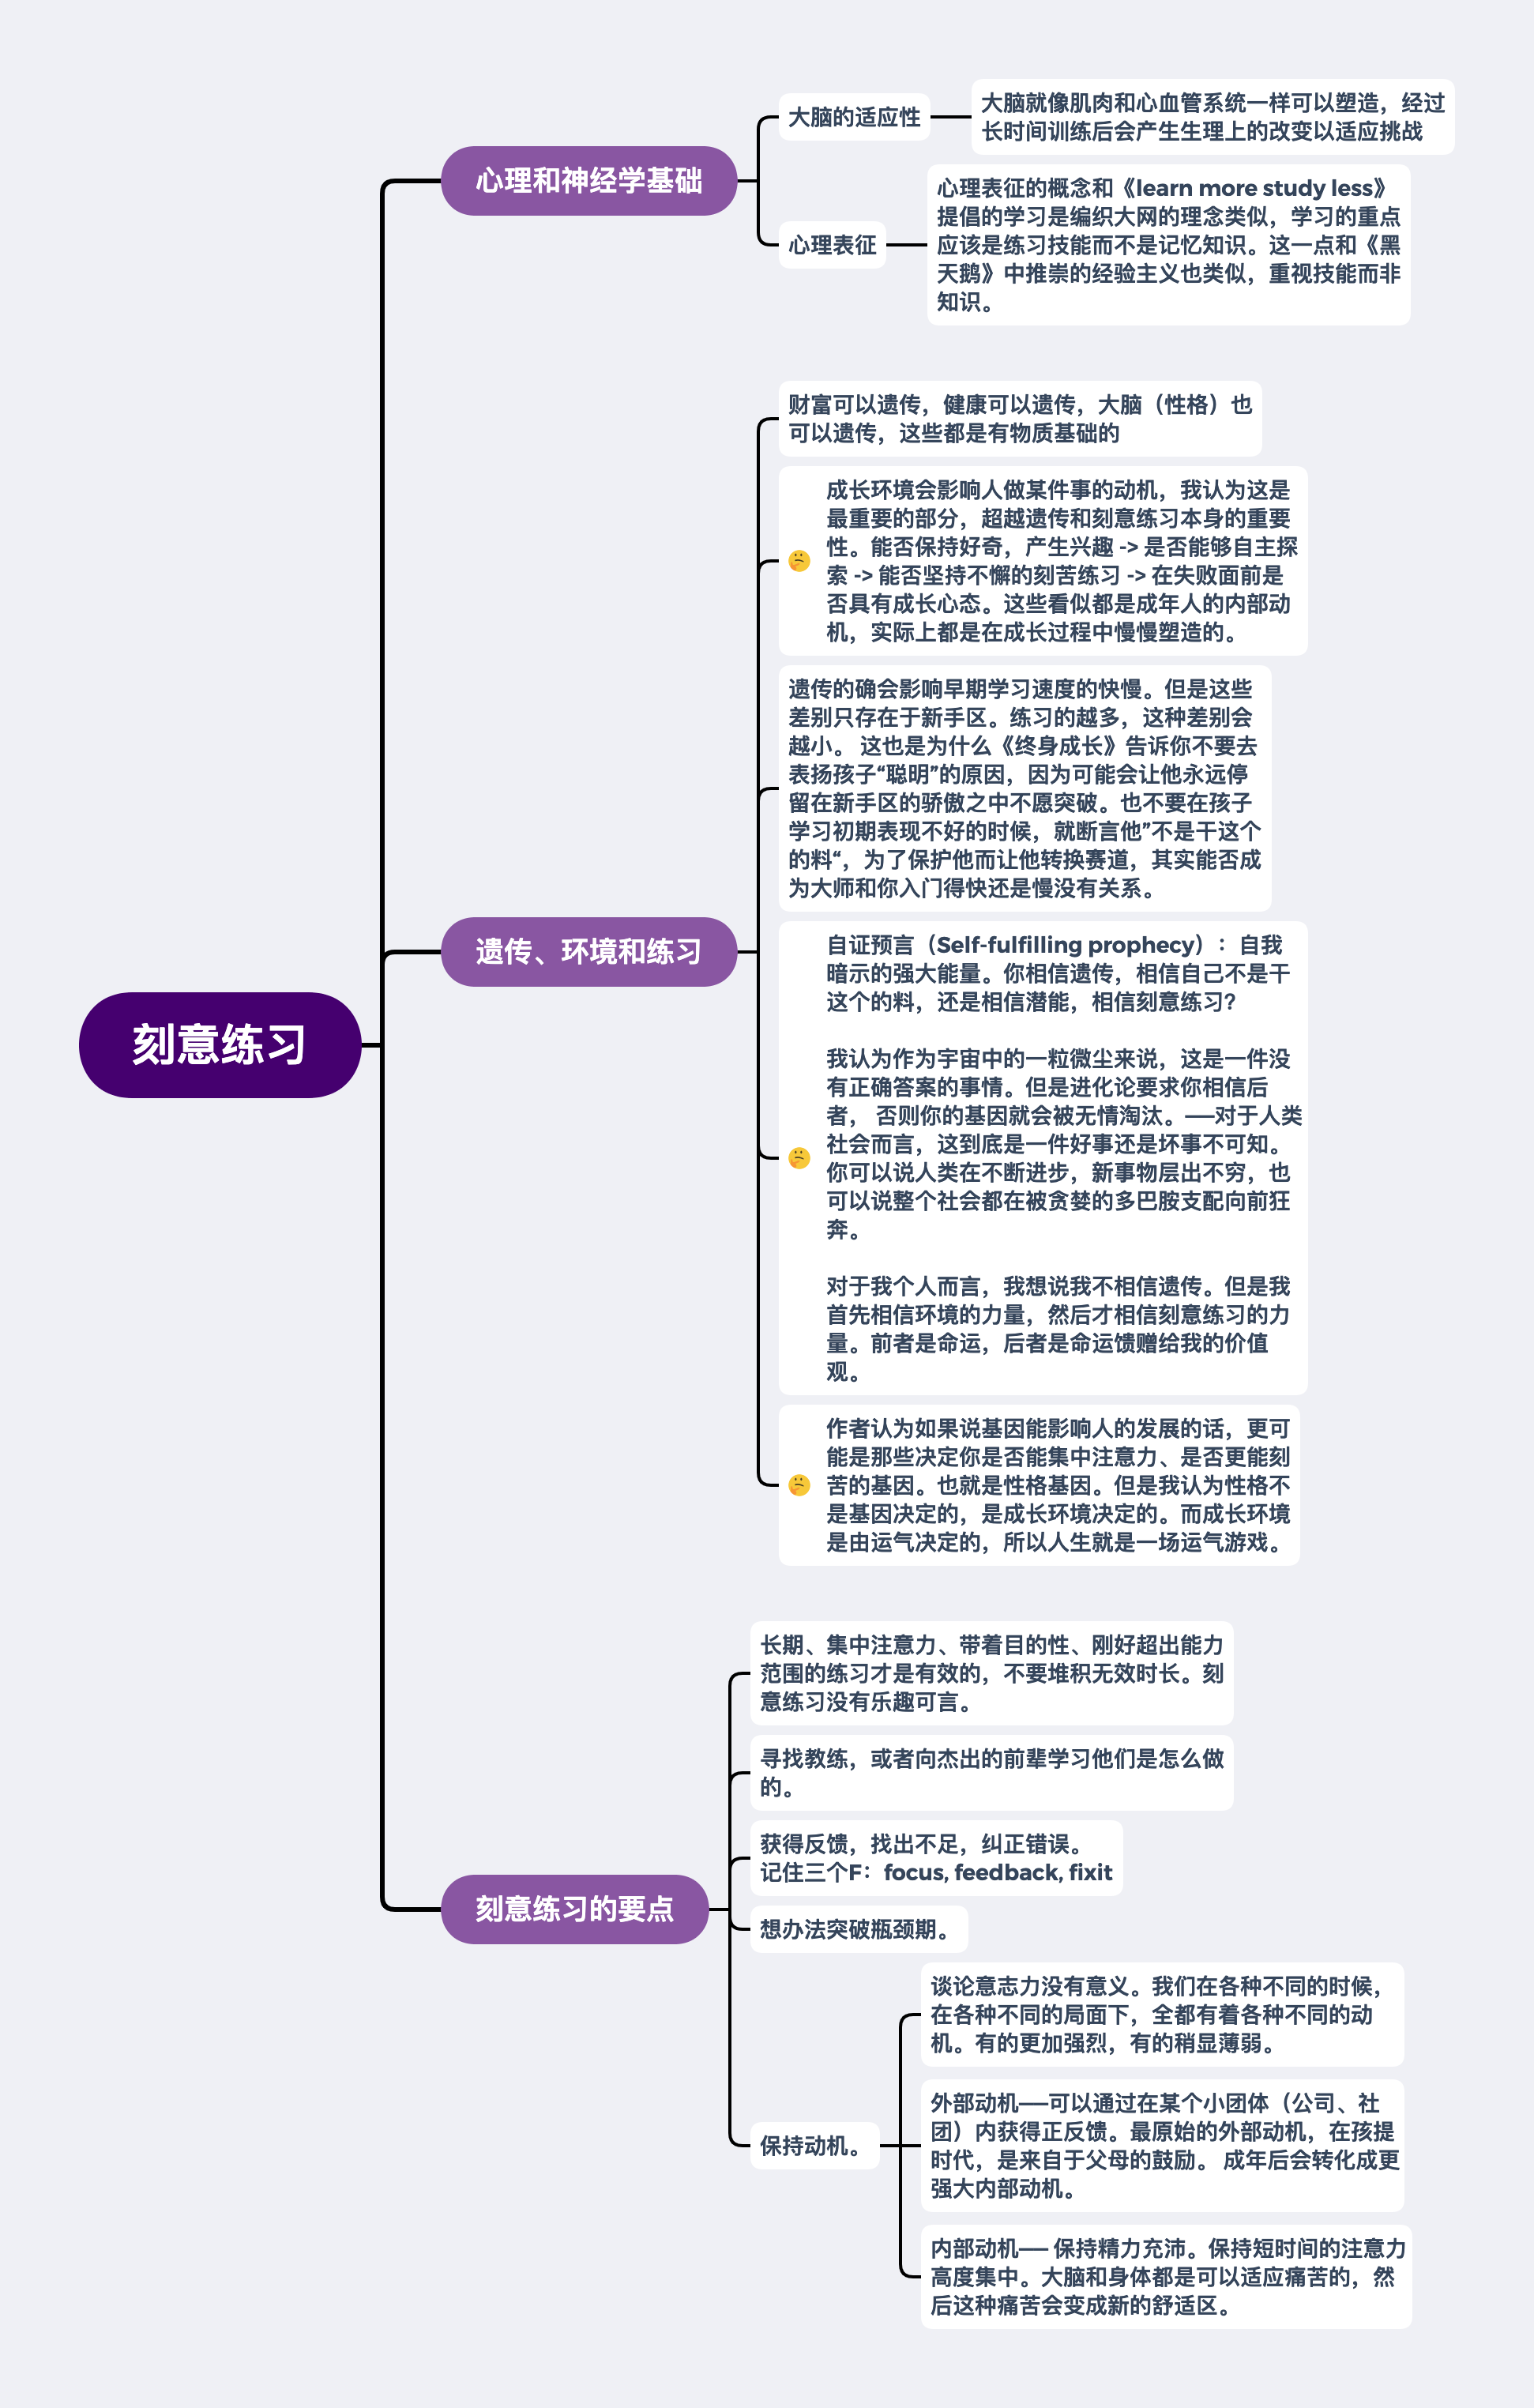 刻意练习
心理和神经学基础
大脑的适应性
大脑就像肌肉和心血管系统一样可以塑造，经过
长时间训练后会产生生理上的改变以适应挑战
心理表征
心理表征的概念和《learn more study less》
提倡的学习是编织大网的理念类似，学习的重点
应该是练习技能而不是记忆知识。这一点和《黑
天鹅》中推崇的经验主义也类似，重视技能而非
知识。
遗传、环境和练习
财富可以遗传，健康可以遗传，大脑（性格）也
可以遗传，这些都是有物质基础的
成长环境会影响人做某件事的动机，我认为这是
最重要的部分，超越遗传和刻意练习本身的重要
性。能否保持好奇，产生兴趣 -> 是否能够自主探
索 -> 能否坚持不懈的刻苦练习 -> 在失败面前是
否具有成长心态。这些看似都是成年人的内部动
机，实际上都是在成长过程中慢慢塑造的。
遗传的确会影响早期学习速度的快慢。但是这些
差别只存在于新手区。练习的越多，这种差别会
越小。 这也是为什么《终身成长》告诉你不要去
表扬孩子“聪明”的原因，因为可能会让他永远停
留在新手区的骄傲之中不愿突破。也不要在孩子
学习初期表现不好的时候，就断言他”不是干这个
的料“，为了保护他而让他转换赛道，其实能否成
为大师和你入门得快还是慢没有关系。
自证预言（Self-fulfilling prophecy）：自我
暗示的强大能量。你相信遗传，相信自己不是干
这个的料，还是相信潜能，相信刻意练习？
我认为作为宇宙中的一粒微尘来说，这是一件没
有正确答案的事情。但是进化论要求你相信后
者， 否则你的基因就会被无情淘汰。——对于人类
社会而言，这到底是一件好事还是坏事不可知。
你可以说人类在不断进步，新事物层出不穷，也
可以说整个社会都在被贪婪的多巴胺支配向前狂
奔。
对于我个人而言，我想说我不相信遗传。但是我
首先相信环境的力量，然后才相信刻意练习的力
量。前者是命运，后者是命运馈赠给我的价值
观。
作者认为如果说基因能影响人的发展的话，更可
能是那些决定你是否能集中注意力、是否更能刻
苦的基因。也就是性格基因。但是我认为性格不
是基因决定的，是成长环境决定的。而成长环境
是由运气决定的，所以人生就是一场运气游戏。
刻意练习的要点
长期、集中注意力、带着目的性、刚好超出能力
范围的练习才是有效的，不要堆积无效时长。刻
意练习没有乐趣可言。
寻找教练，或者向杰出的前辈学习他们是怎么做
的。
获得反馈，找出不足，纠正错误。
记住三个F：focus, feedback, fixit
想办法突破瓶颈期。
保持动机。
谈论意志力没有意义。我们在各种不同的时候，
在各种不同的局面下，全都有着各种不同的动
机。有的更加强烈，有的稍显薄弱。
外部动机——可以通过在某个小团体（公司、社
团）内获得正反馈。最原始的外部动机，在孩提
时代，是来自于父母的鼓励。 成年后会转化成更
强大内部动机。
内部动机—— 保持精力充沛。保持短时间的注意力
高度集中。大脑和身体都是可以适应痛苦的，然
后这种痛苦会变成新的舒适区。